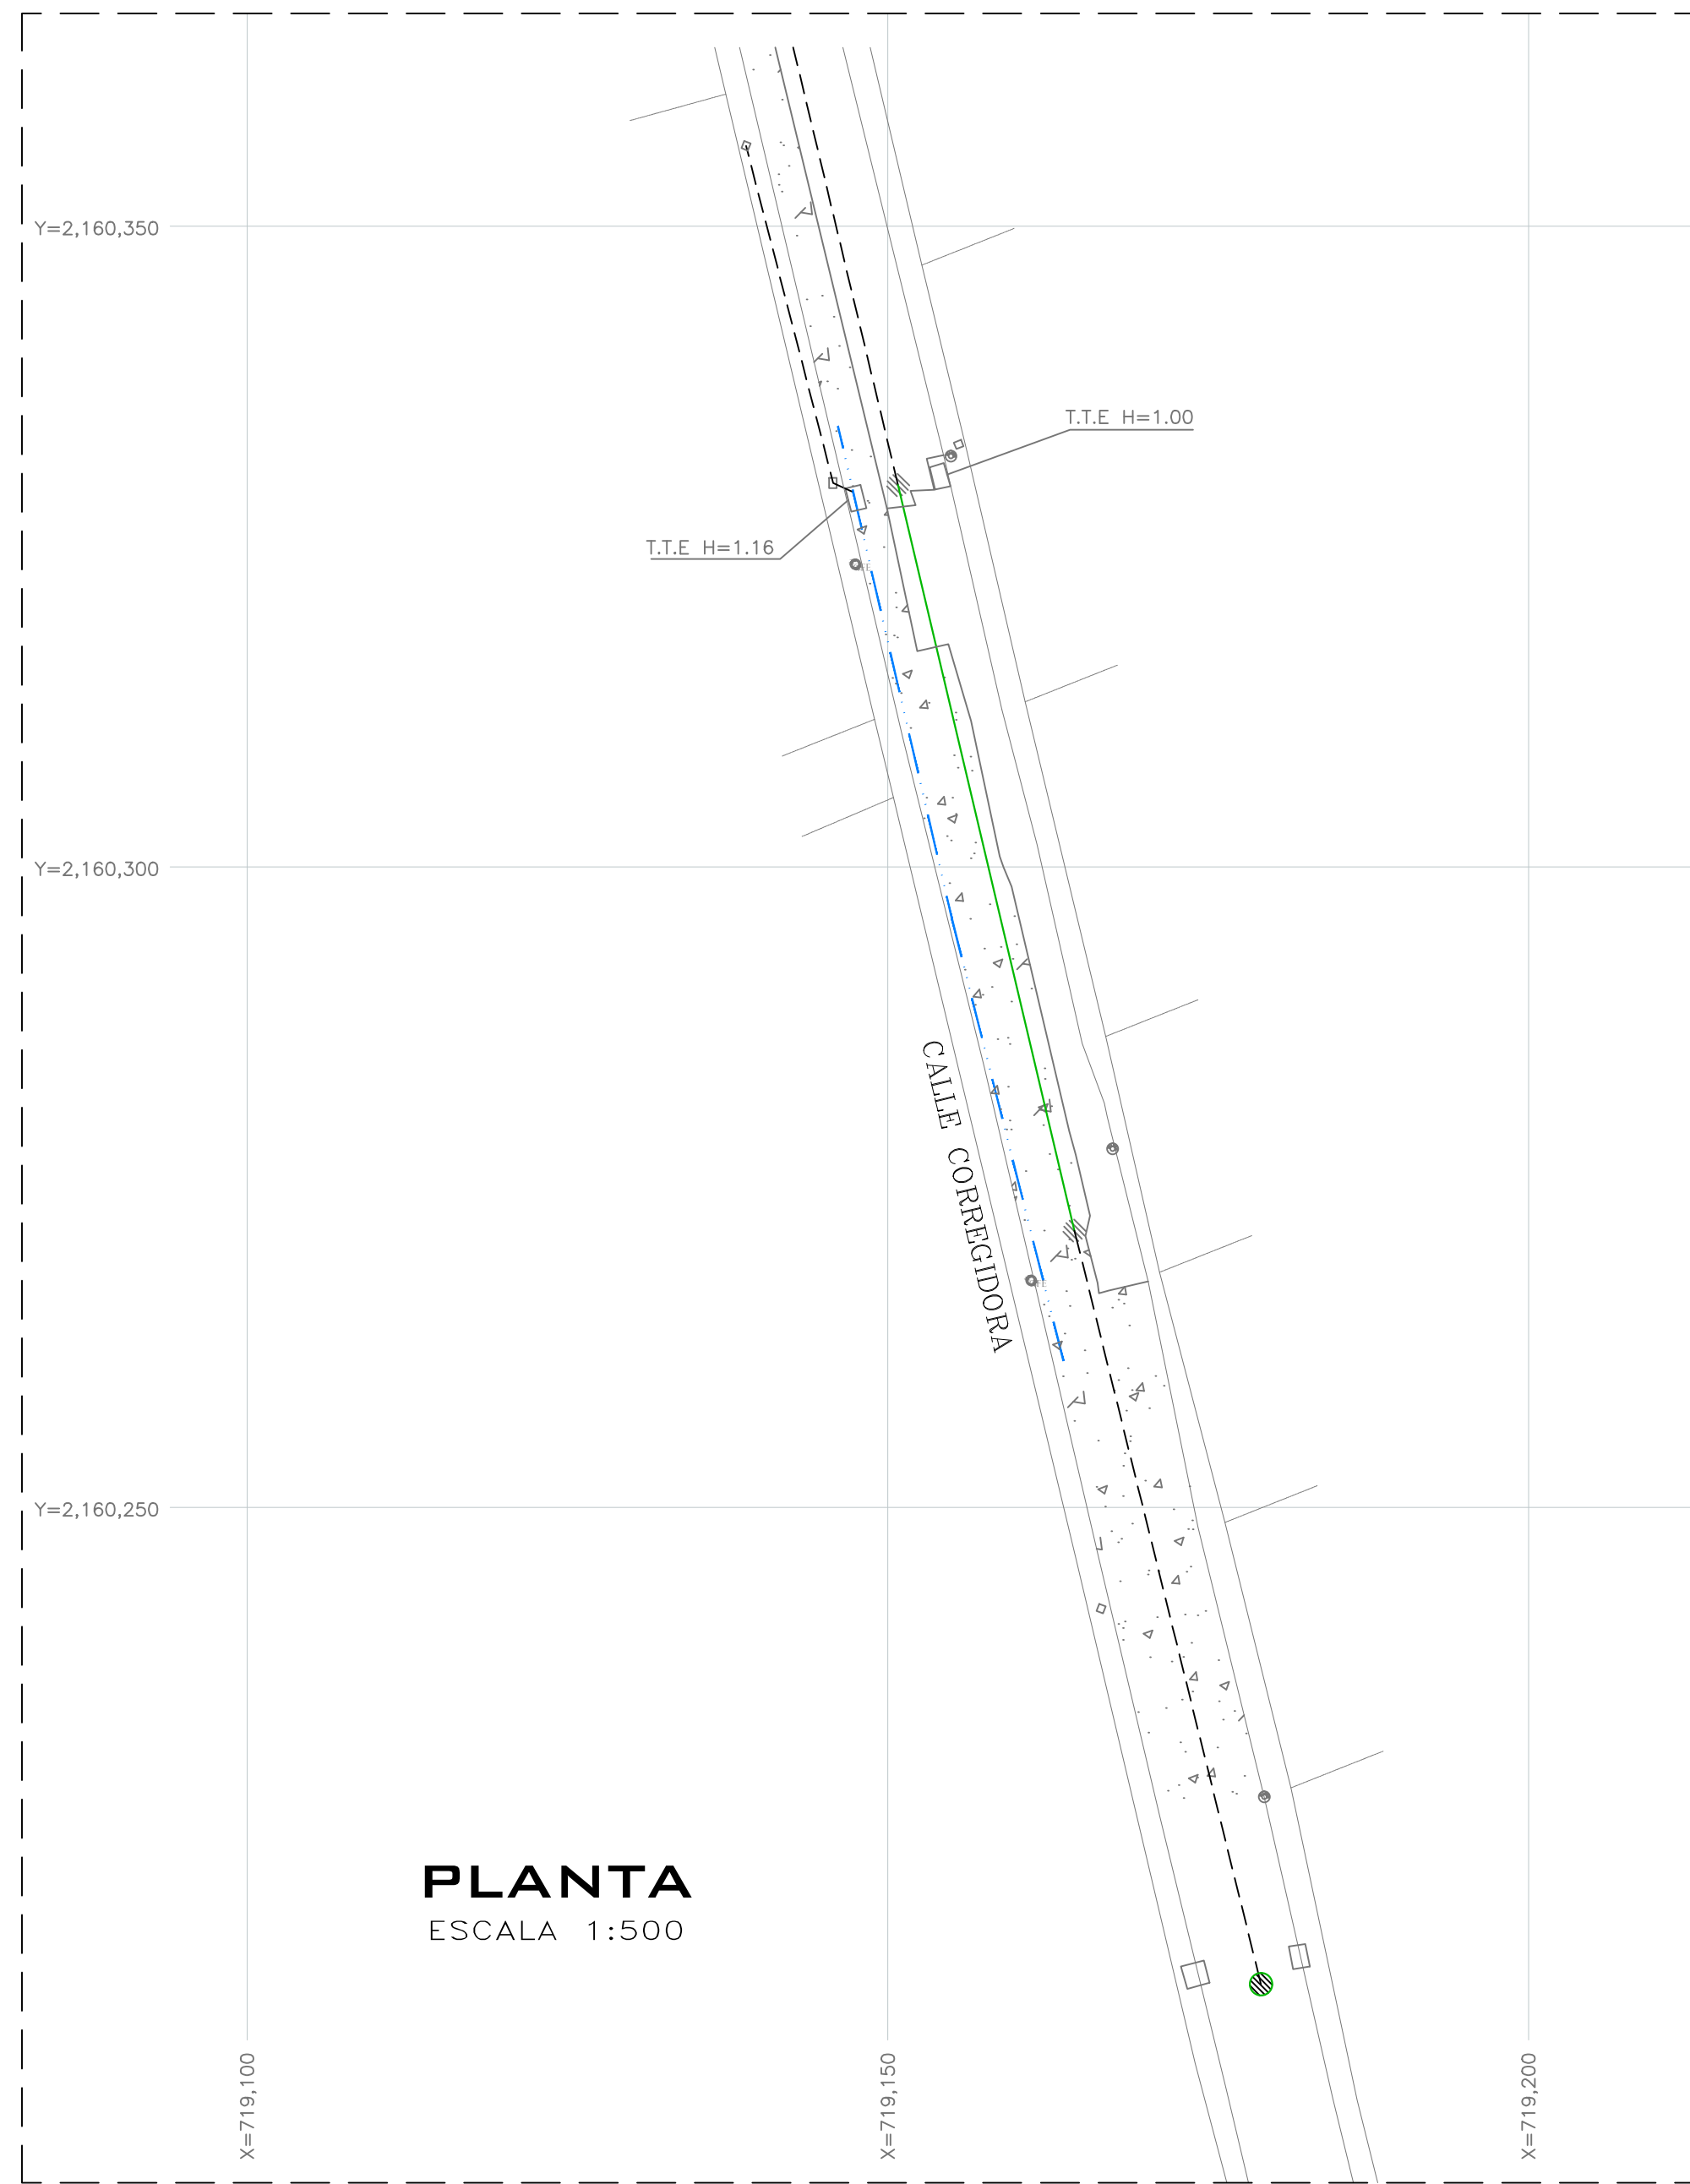 Y=2,160,350
T.T.E H=1.00
T.T.E H=1.16
Y=2,160,300
CALLE CORREGIDORA
Y=2,160,250
PLANTA
ESCALA 1:500
X=719,100
X=719,150
X=719,200